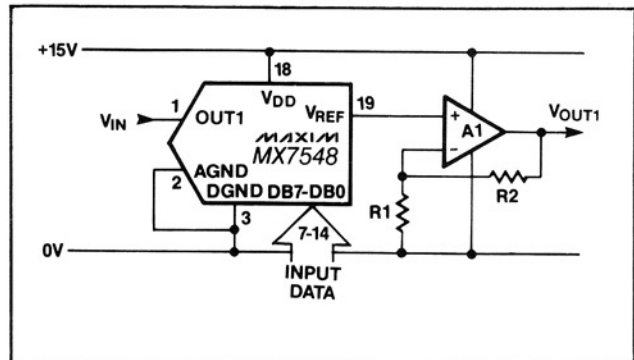 +15V
18
1
VDD
19
VIN
OUT1
VREF
+
A1
VOUT1
MAXIM
MX7548
−
2
AGND
DGND DB7-DB0
R2
3
R1
7-14
0V
INPUT
DATA